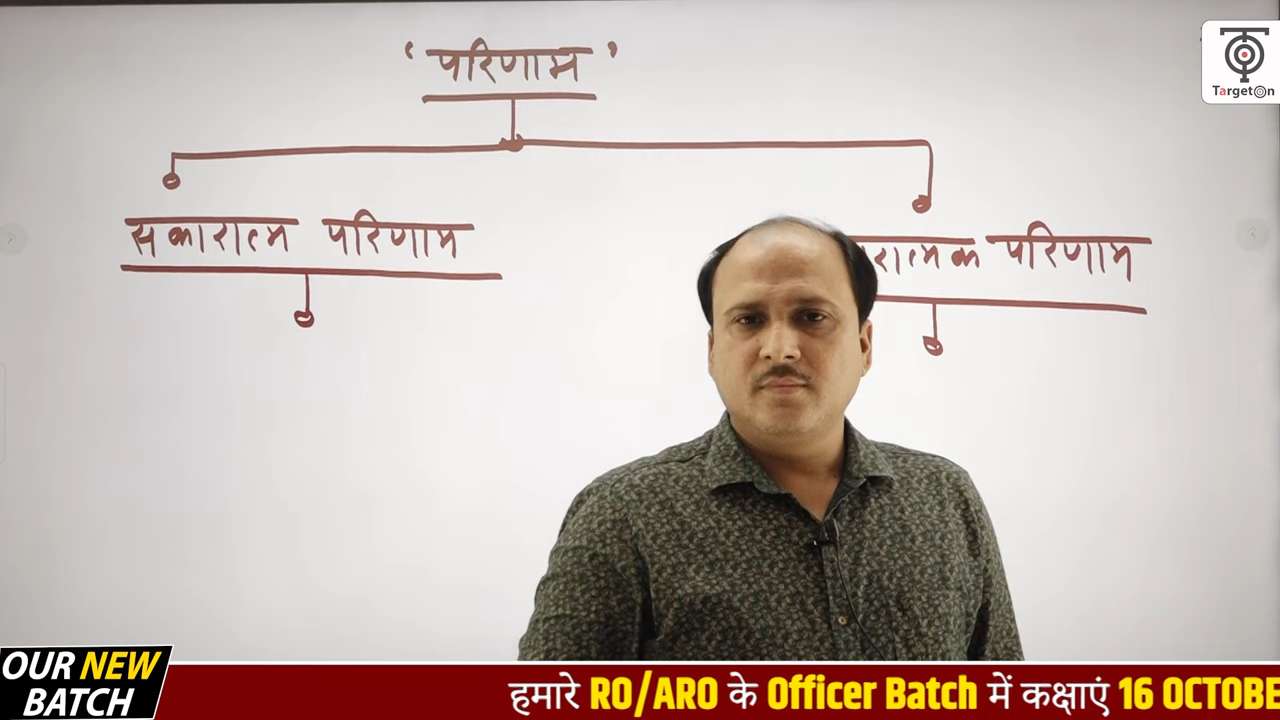 ' परिणाम '
सकारात्म परिणाम
रात्मक परिणाम
TargetOn
OUR NEW
BATCH
हमारे RO/ARO के Officer Batch में कक्षाएं 16 OCTOBE